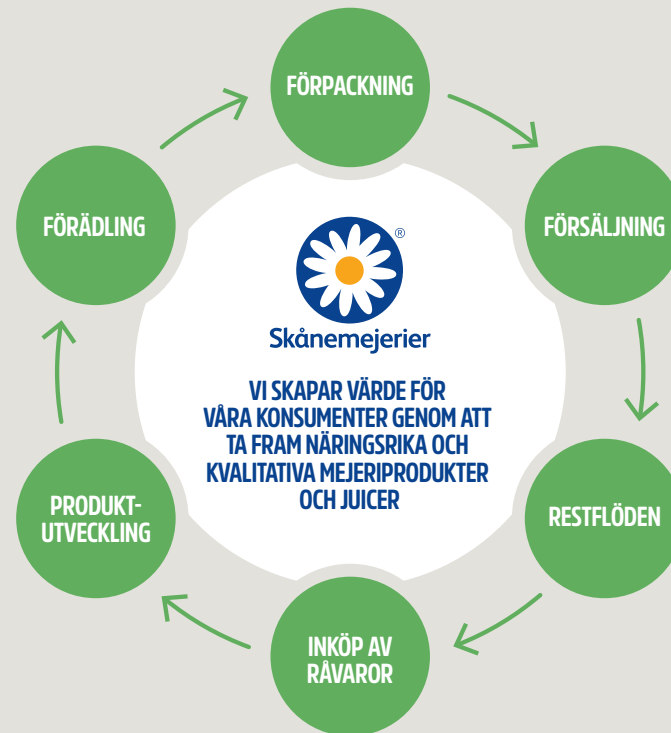 FÖRPACKNING
FÖRÄDLING
FÖRSÄLJNING
®
Skånemejerier
VI SKAPAR VÄRDE FÖR
VÅRA KONSUMENTER GENOM ATT
TA FRAM NÄRINGSRIKA OCH
KVALITATIVA MEJERIPRODUKTER
OCH JUICER
PRODUKT-
UTVECKLING
RESTFLÖDEN
INKÖP AV
RÅVAROR